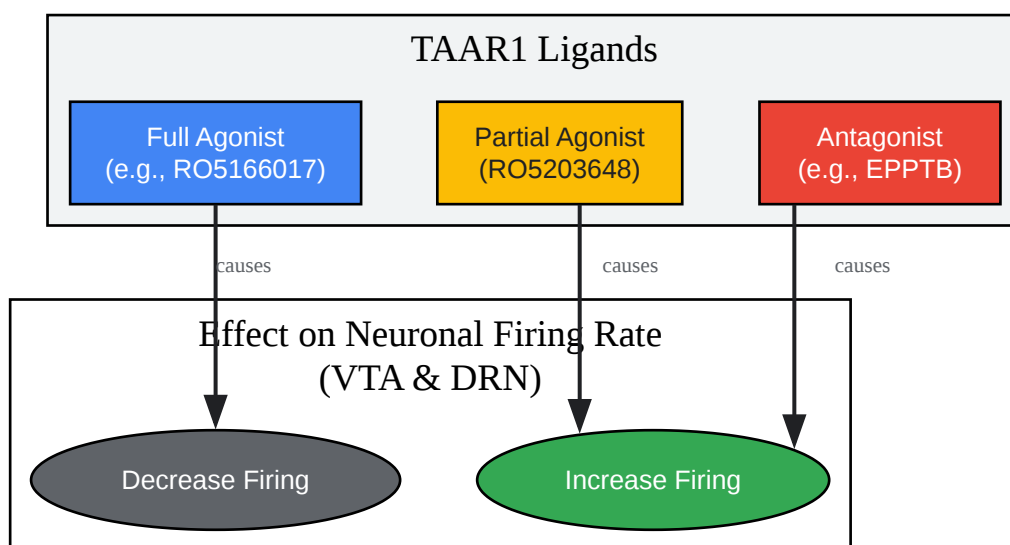 TAAR1 Ligands
Full Agonist
(e.g., RO5166017)
Partial Agonist
(RO5203648)
Antagonist
(e.g., EPPTB)
causes
causes
causes
Effect on Neuronal Firing Rate
(VTA & DRN)
Decrease Firing
Increase Firing